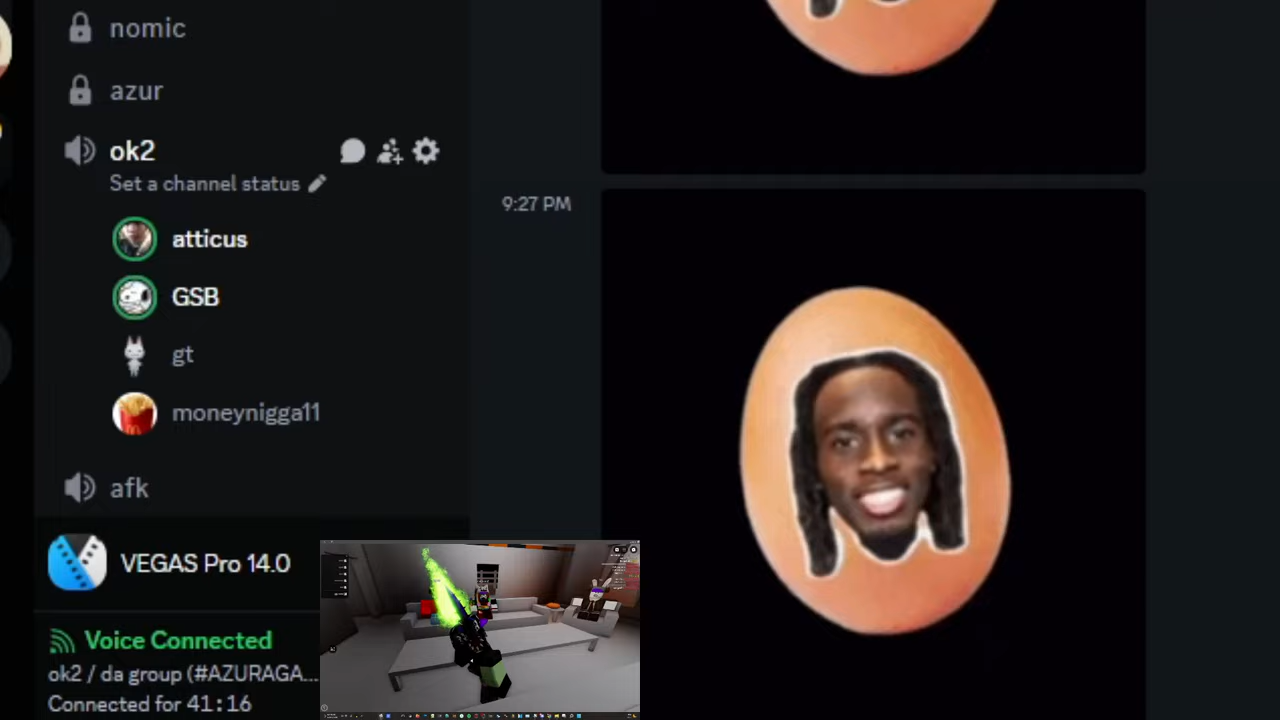 nomic
azur
ok2
Set a channel status
9:27 PM
atticus
GSB
gt
moneynigga11
afk
VEGAS Pro 14.0
Voice Connected
ok2 / da group (#AZURAGA...
Connected for 41:16